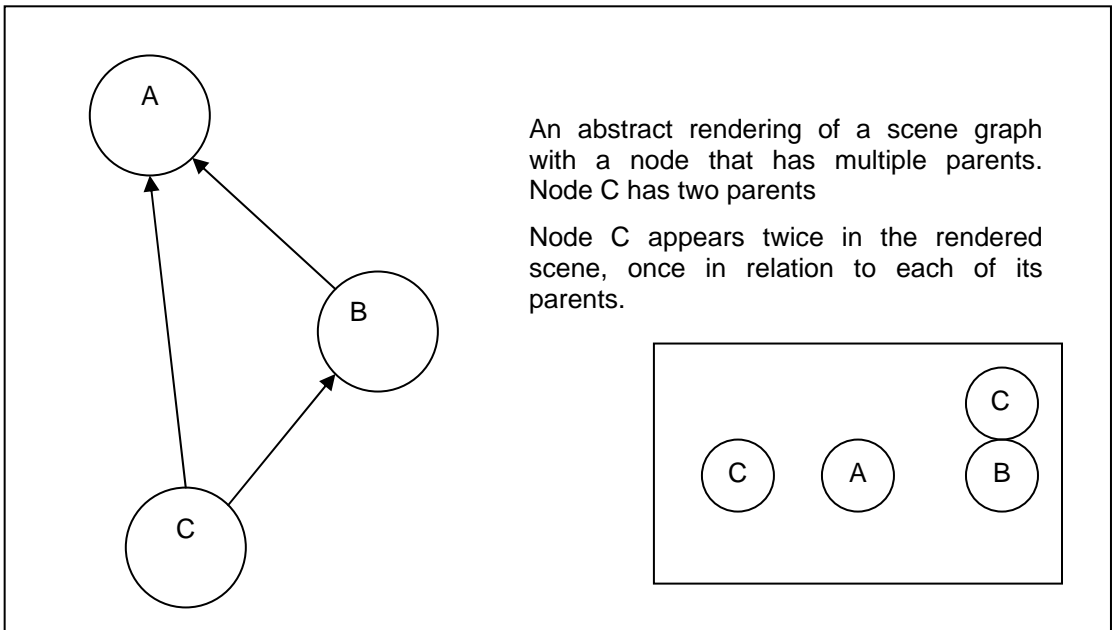 A
An abstract rendering of a scene graph
with a node that has multiple parents.
Node C has two parents
Node C appears twice in the rendered
scene, once in relation to each of its
parents.
B
C
C
C A B